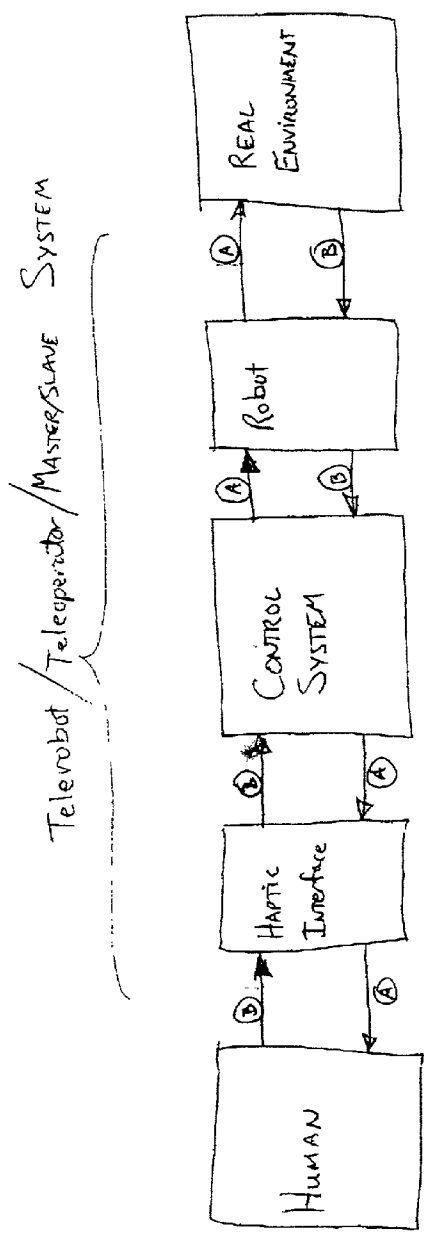 Telerobot / Teleoperator / MASTER/SLAVE SYSTEM
HUMAN
B
A
HAPTIC
INTERFACE
B
A
CONTROL
SYSTEM
A
B
Robot
A
B
REAL
ENVIRONMENT